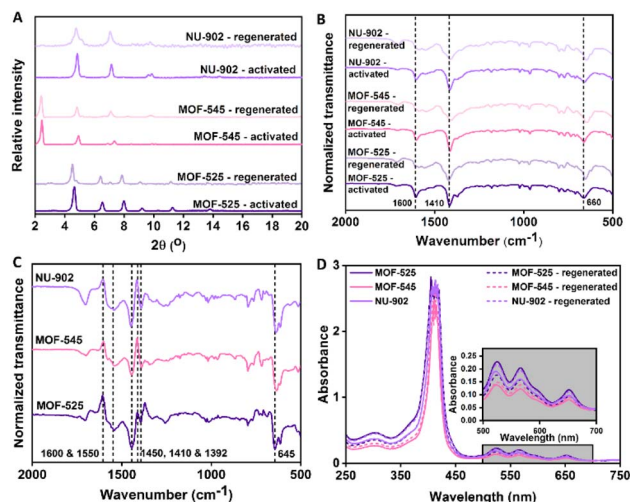 A
NU-902 - regenerated
NU-902 - activated
MOF-545 - regenerated
MOF-545 - activated
MOF-525 - regenerated
MOF-525 - activated
Relative intensity
2 4 6 8 10 12 14 16 18 20
2θ (O)
B
NU-902
- regenerated
NU-902
- activated
MOF-545
- regenerated
MOF-545
- activated
MOF-525
- regenerated
MOF-525 -
activated
Normalized transmittance
1600 1410 660
2000 1500 1000 500
Wavenumber (cm-1)
C
NU-902
MOF-545
MOF-525
Normalized transmittance
1600 & 1550 1450, 1410 & 1392 645
2000 1500 1000 500
Wavenumber (cm-1)
D
MOF-525 MOF-525 - regenerated
MOF-545 MOF-545 - regenerated
NU-902 NU-902 - regenerated
Absorbance
3
2
1
0
250 350 450 550 650 750
Wavelength (nm)
Absorbance
0.25
0.20
0.15
0.10
0.05
0.00
500 600 700
Wavelength (nm)